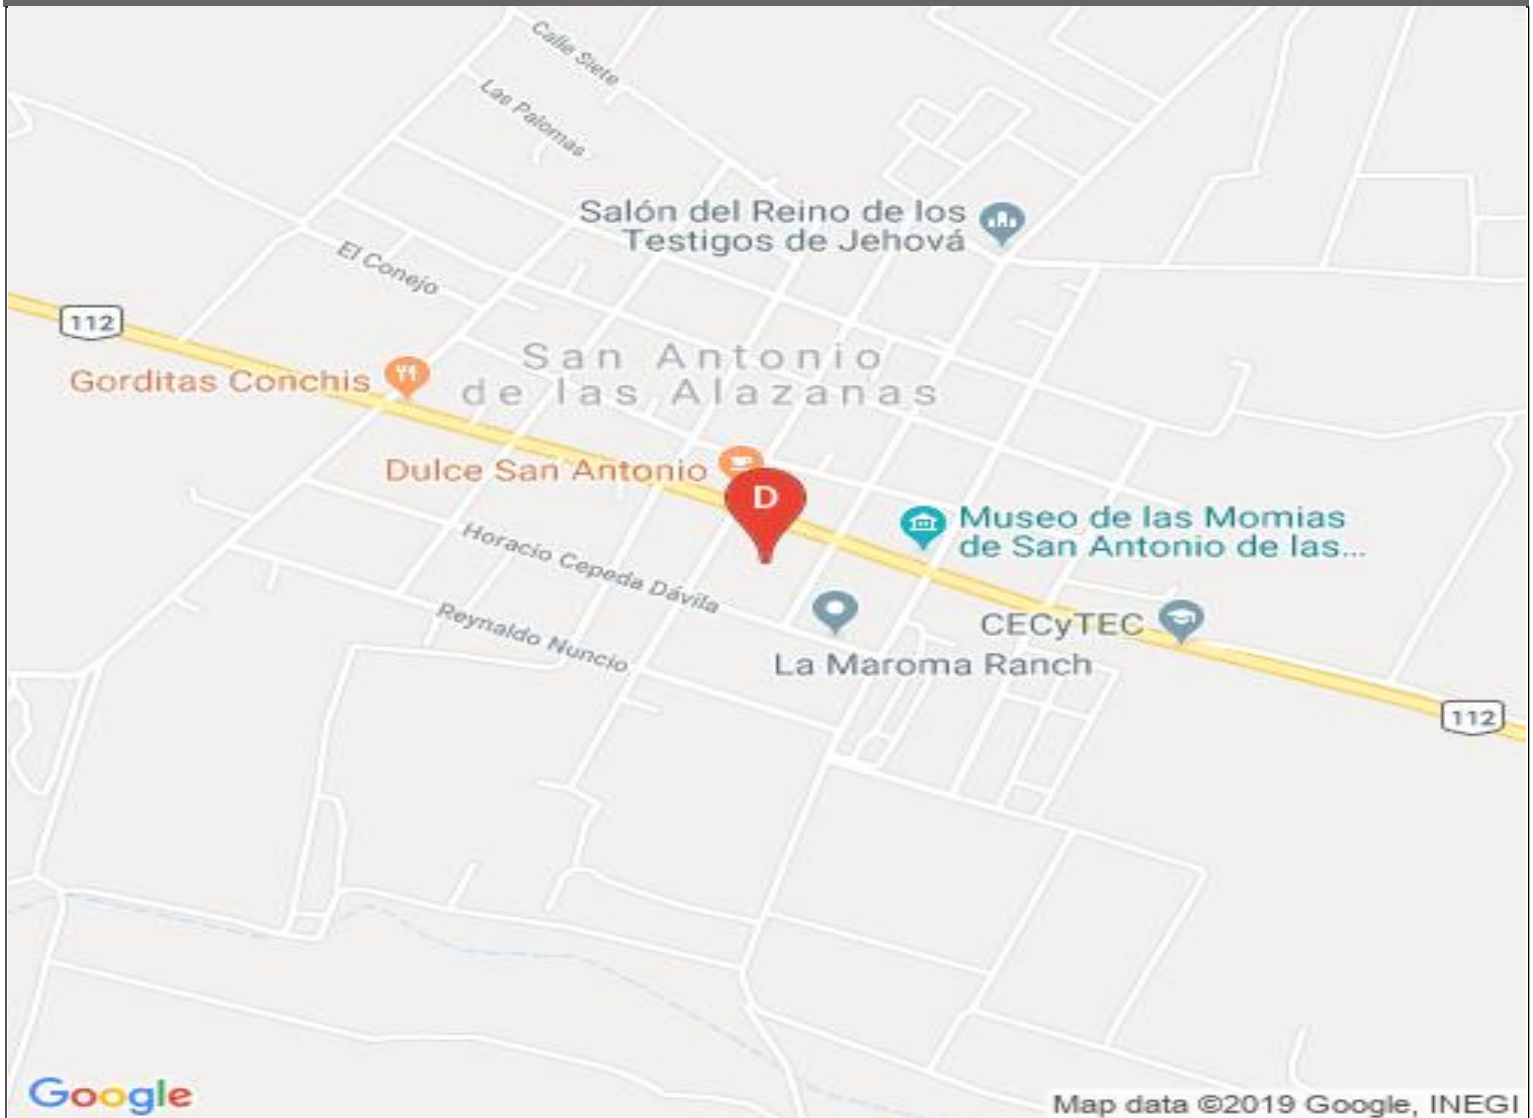 Calle Siete
Las Palomas
Salón del Reino de los
Testigos de Jehová
El Conejo
112
San Antonio
de las Alazanas
Gorditas Conchis
Dulce San Antonio
D
Museo de las Momias
de San Antonio de las...
Horacio Cepeda Dávila
Reynaldo Nuncio
CECyTEC
La Maroma Ranch
112
Google
Map data ©2019 Google, INEGI